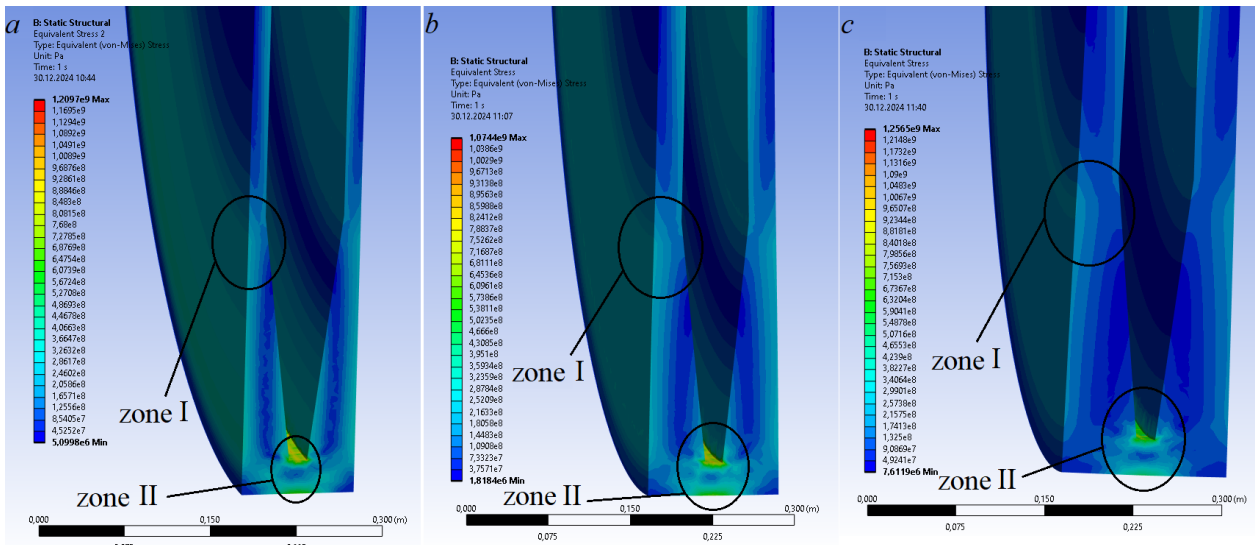 a
B: Static Structural
Equivalent Stress 2
Type: Equivalent (von-Mises) Stress
Unit: Pa
Time: 1 s
30.12.2024 10:44
1,2097e9 Max
1,1695e9
1,1294e9
1,0892e9
1,0491e9
1,0089e9
9,6876e8
9,2861e8
8,8846e8
8,483e8
8,0815e8
7,68e8
7,2785e8
6,8769e8
6,4754e8
6,0739e8
5,6724e8
5,2708e8
4,8693e8
4,4678e8
4,0663e8
3,6647e8
3,2632e8
2,8617e8
2,4602e8
2,0586e8
1,6571e8
1,2556e8
8,5405e7
4,5252e7
5,0998e6 Min
zone I
zone II
0,000
0,150
0,300 (m)
b
B: Static Structural
Equivalent Stress
Type: Equivalent (von-Mises) Stress
Unit: Pa
Time: 1 s
30.12.2024 11:07
1,0744e9 Max
1,0386e9
1,0029e9
9,6713e8
9,3138e8
8,9563e8
8,5988e8
8,2412e8
7,8837e8
7,5262e8
7,1687e8
6,8111e8
6,4536e8
6,0961e8
5,7386e8
5,3811e8
5,0235e8
4,666e8
4,3085e8
3,951e8
3,5934e8
3,2359e8
2,8784e8
2,5209e8
2,1633e8
1,8058e8
1,4483e8
1,0908e8
7,3323e7
3,7571e7
1,8184e6 Min
zone I
zone II
0,000
0,150
0,300 (m)
0,075
0,225
c
B: Static Structural
Equivalent Stress
Type: Equivalent (von-Mises) Stress
Unit: Pa
Time: 1 s
30.12.2024 11:40
1,2565e9 Max
1,2148e9
1,1732e9
1,1316e9
1,09e9
1,0483e9
1,0067e9
9,6507e8
9,2344e8
8,8181e8
8,4018e8
7,9856e8
7,5693e8
7,153e8
6,7367e8
6,3204e8
5,9041e8
5,4878e8
5,0716e8
4,6553e8
4,239e8
3,8227e8
3,4064e8
2,9901e8
2,5738e8
2,1575e8
1,7413e8
1,325e8
9,0869e7
4,9241e7
7,6119e6 Min
zone I
zone II
0,000
0,150
0,300 (m)
0,075
0,225